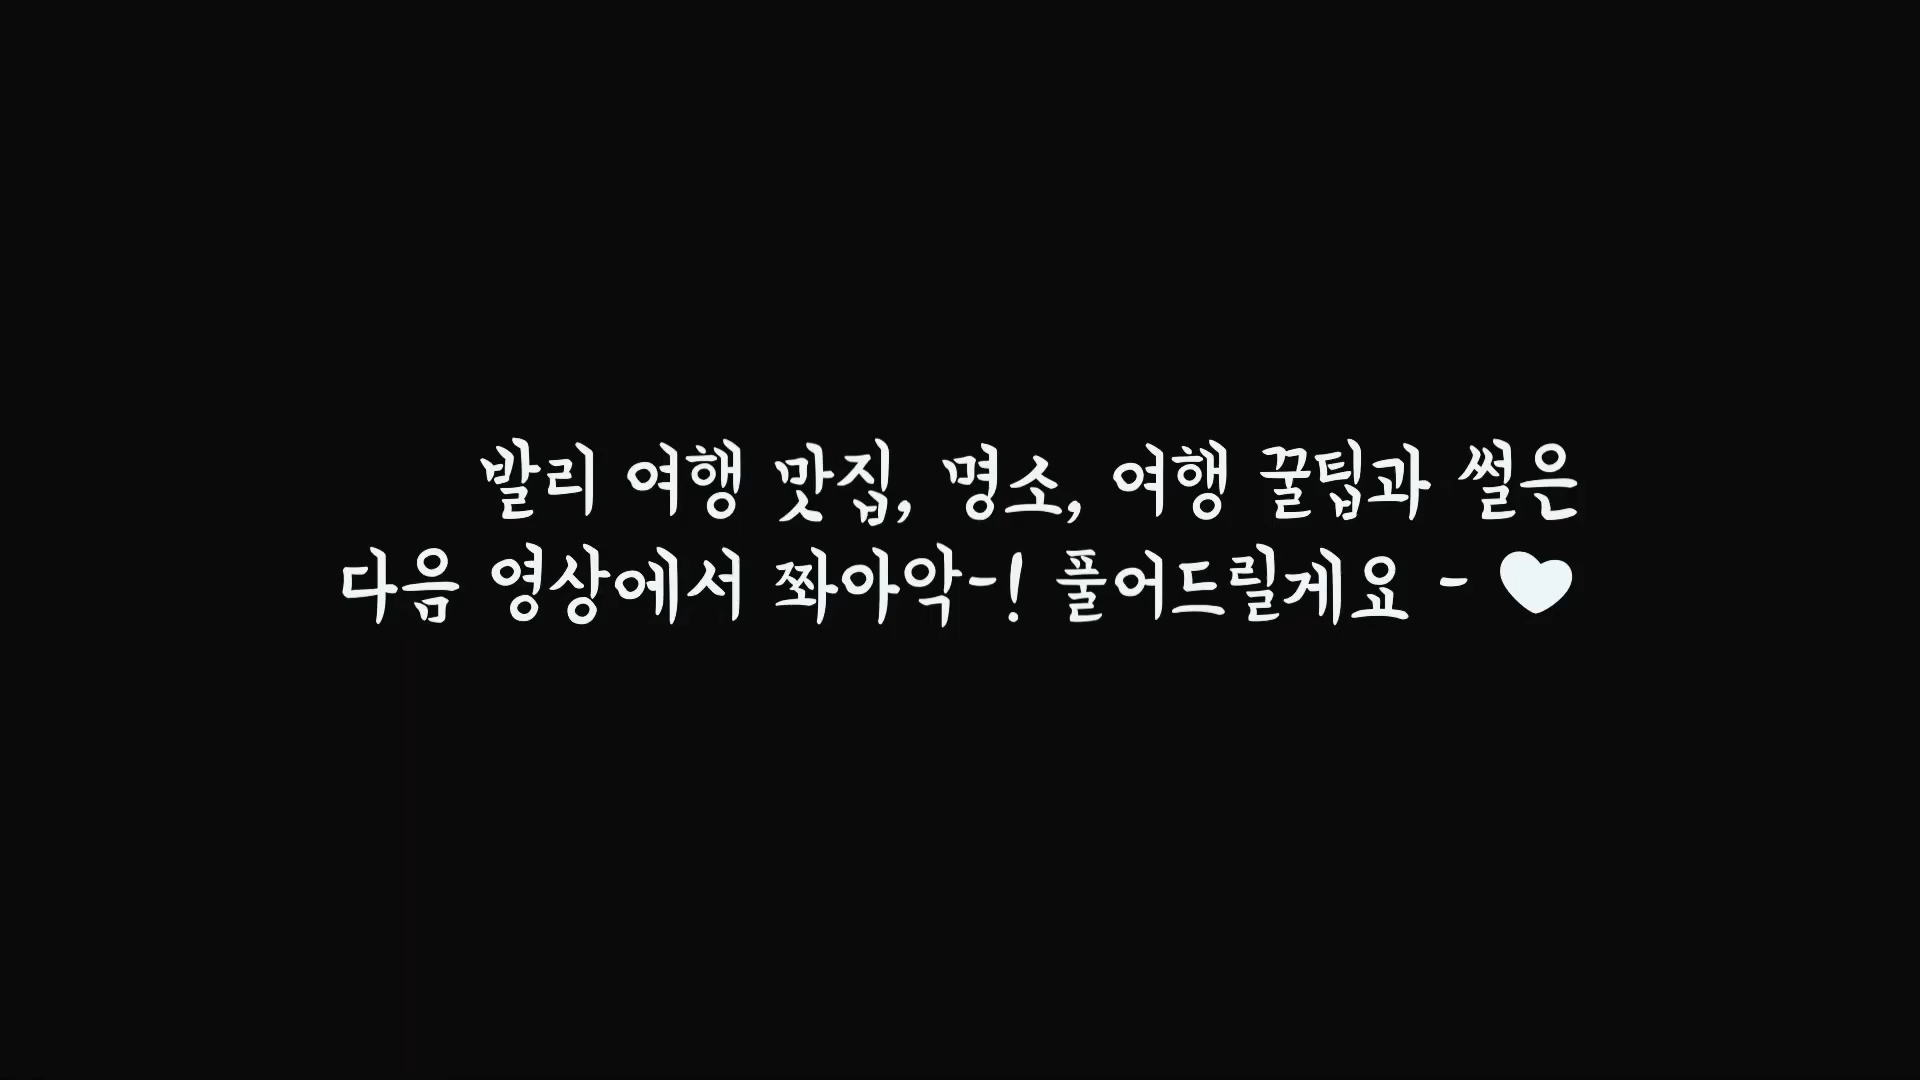 발리 여행 맛집, 명소, 여행 꿀팁과 썰은
다음 영상에서 쫘아악-! 풀어드릴게요 - ♥